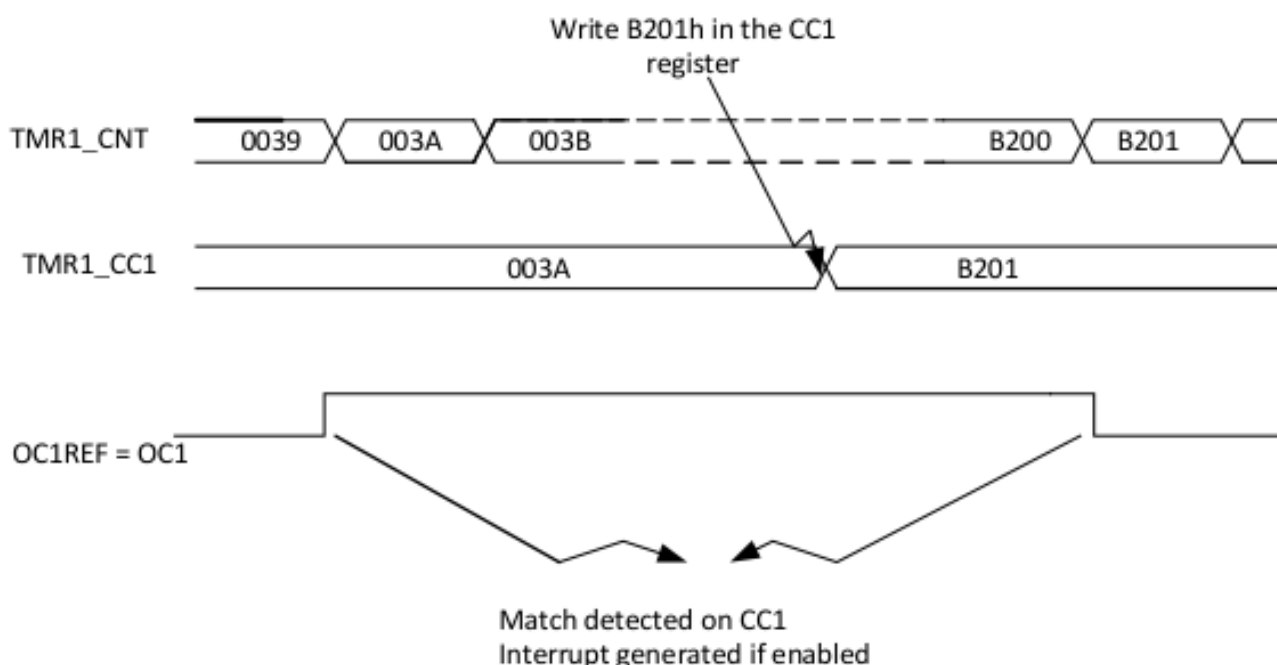 Write B201h in the CC1
register
TMR1_CNT 0039 003A 003B B200 B201
TMR1_CC1 003A B201
OC1REF = OC1
Match detected on CC1
Interrupt generated if enabled